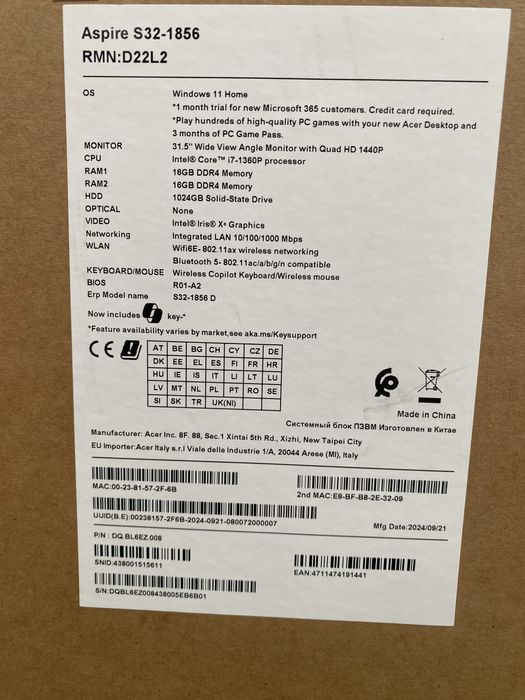 Aspire S32-1856
RMN:D22L2
OS Windows 11 Home
*1 month trial for new Microsoft 365 customers. Credit card required.
*Play hundreds of high-quality PC games with your new Acer Desktop and
3 months of PC Game Pass.
MONITOR 31.5" Wide View Angle Monitor with Quad HD 1440P
CPU Intel® Core™ i7-1360P processor
RAM1 16GB DDR4 Memory
RAM2 16GB DDR4 Memory
HDD 1024GB Solid-State Drive
OPTICAL None
VIDEO Intel® Iris® Xe Graphics
Networking Integrated LAN 10/100/1000 Mbps
WLAN Wifi6E- 802.11ax wireless networking
Bluetooth 5- 802.11ac/a/b/g/n compatible
KEYBOARD/MOUSE Wireless Copilot Keyboard/Wireless mouse
BIOS R01-A2
Erp Model name S32-1856 D
Now includes key-*
*Feature availability varies by market,see aka.ms/Keysupport
CE
AT BE BG CH CY CZ DE
DK EE EL ES FI FR HR
HU IE IS IT LI LT LU
LV MT NL PL PT RO SE
SI SK TR UK(NI)
Made in China
Системный блок ПЗВМ Изготовлен в Китае
Manufacturer: Acer Inc. 8F. 88, Sec.1 Xintai 5th Rd., Xizhi, New Taipei City
EU Importer:Acer Italy s.r.l Viale delle Industrie 1/A, 20044 Arese (MI), Italy
MAC:00-23-81-57-2F-6B
2nd MAC:E8-BF-B8-2E-32-09
UUID(B.E):00238157-2F6B-2024-0921-080072000007
Mfg Date:2024/09/21
P/N : DQ.BL6EZ.008
SNID:438001515611
EAN:4711474191441
S/N:DQBL6EZ008438005EB6B01